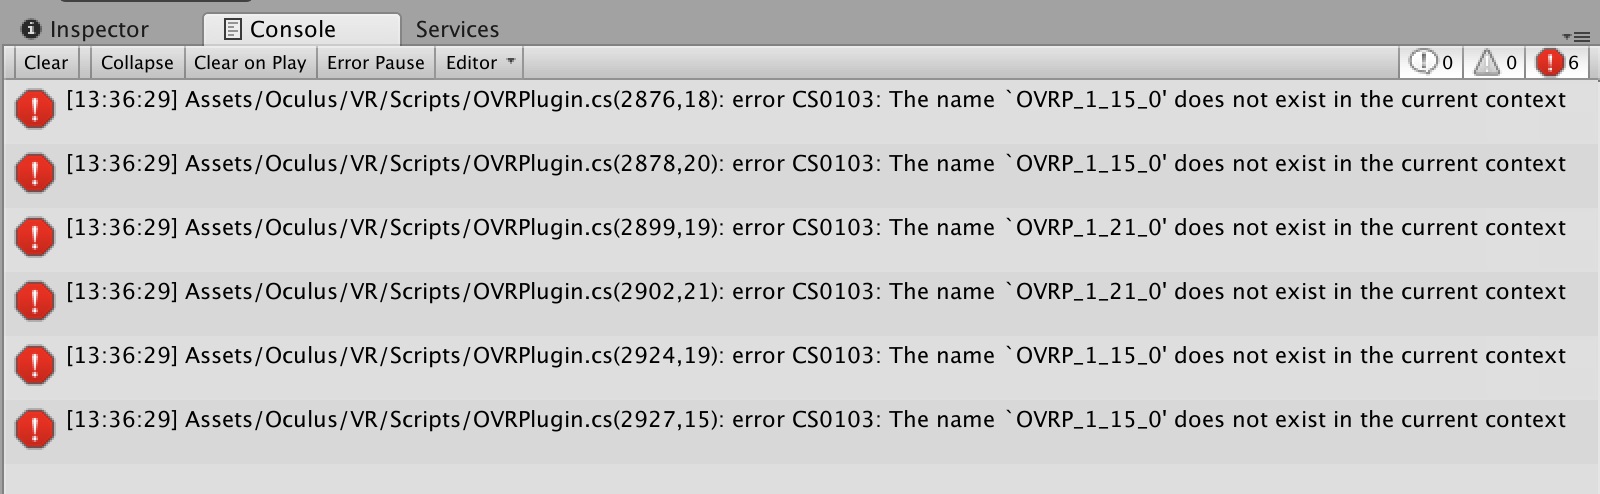 Inspector Console Services
Clear Collapse Clear on Play Error Pause Editor 0 0 6
[13:36:29] Assets/Oculus/VR/Scripts/OVRPlugin.cs(2876,18): error CS0103: The name `OVRP_1_15_0' does not exist in the current context
[13:36:29] Assets/Oculus/VR/Scripts/OVRPlugin.cs(2878,20): error CS0103: The name `OVRP_1_15_0' does not exist in the current context
[13:36:29] Assets/Oculus/VR/Scripts/OVRPlugin.cs(2899,19): error CS0103: The name `OVRP_1_21_0' does not exist in the current context
[13:36:29] Assets/Oculus/VR/Scripts/OVRPlugin.cs(2902,21): error CS0103: The name `OVRP_1_21_0' does not exist in the current context
[13:36:29] Assets/Oculus/VR/Scripts/OVRPlugin.cs(2924,19): error CS0103: The name `OVRP_1_15_0' does not exist in the current context
[13:36:29] Assets/Oculus/VR/Scripts/OVRPlugin.cs(2927,15): error CS0103: The name `OVRP_1_15_0' does not exist in the current context